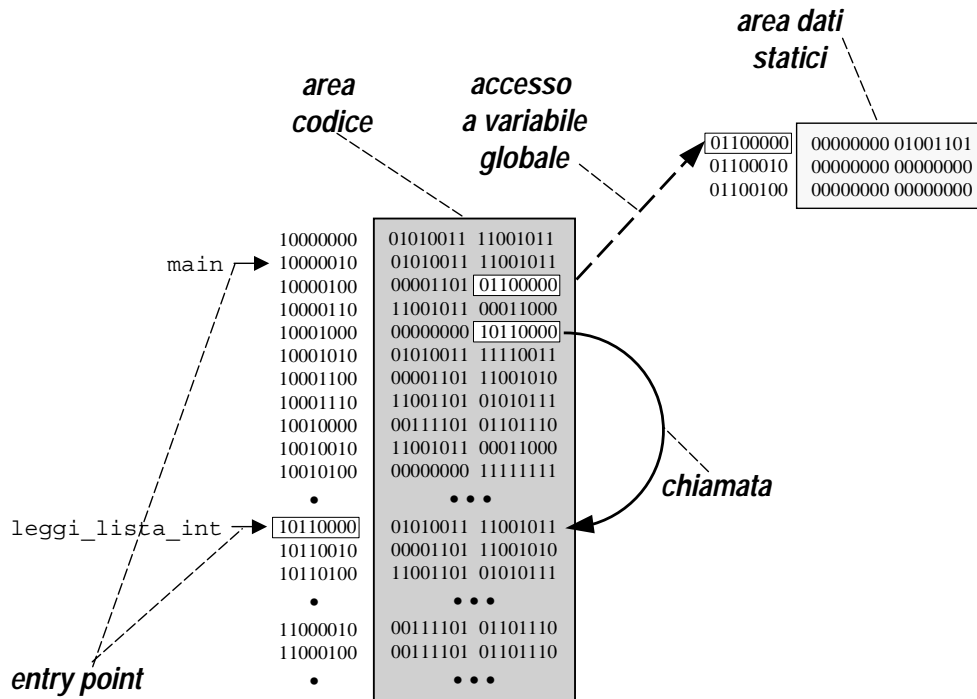 area dati
statici
area
codice
accesso
a variabile
globale
01100000 00000000 01001101
01100010 00000000 00000000
01100100 00000000 00000000
10000000 01010011 11001011
main 10000010 01010011 11001011
10000100 00001101 01100000
10000110 11001011 00011000
10001000 00000000 10110000
10001010 01010011 11110011
10001100 00001101 11001010
10001110 11001101 01010111
10010000 00111101 01101110
10010010 11001011 00011000
10010100 00000000 11111111
chiamata
• • • •
leggi_lista_int 10110000 01010011 11001011
10110010 00001101 11001010
10110100 11001101 01010111
• • • •
11000010 00111101 01101110
11000100 00111101 01101110
• • • •
entry point